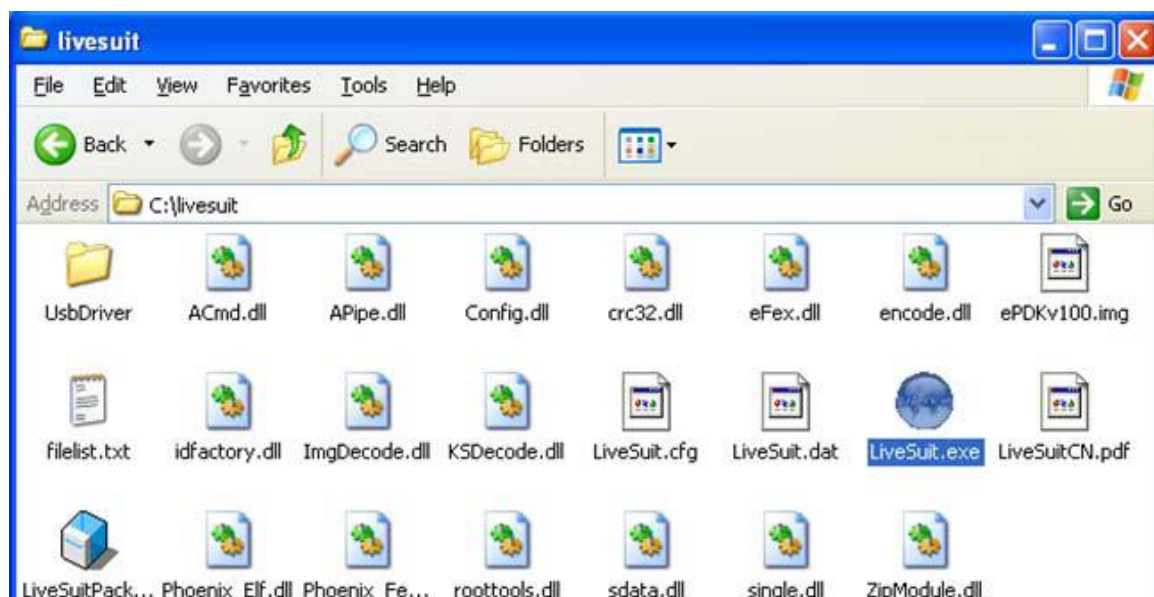 livesuit
File Edit View Favorites Tools Help
Back Search Folders
Address C:\livesuit Go
UsbDriver ACmd.dll APipe.dll Config.dll crc32.dll eFex.dll encode.dll ePDKv100.img
filelist.txt idfactory.dll ImgDecode.dll KSDecode.dll LiveSuit.cfg LiveSuit.dat LiveSuit.exe LiveSuitCN.pdf
LiveSuitPack... Phoenix_Elf.dll Phoenix_Fe... roottools.dll sdata.dll single.dll ZipModule.dll